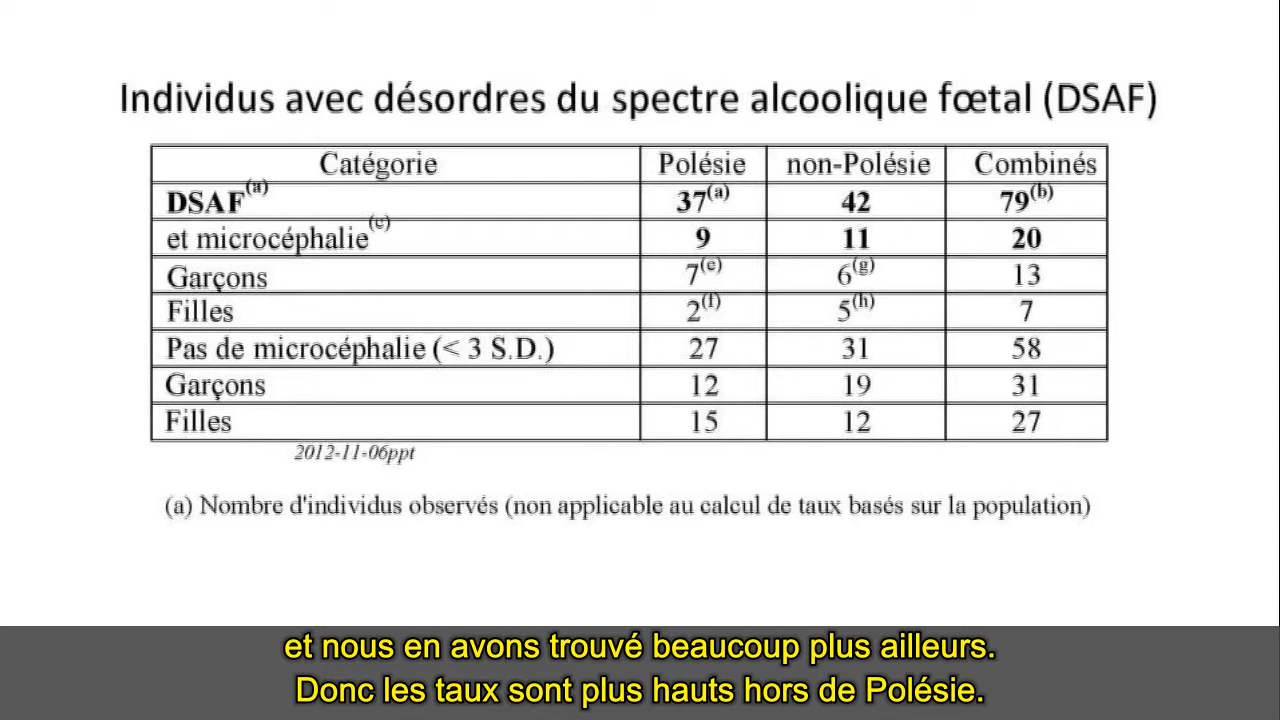 Individus avec désordres du spectre alcoolique fœtal (DSAF)
Catégorie Polésie non-Polésie Combinés
DSAF(a) 37(a) 42 79(b)
et microcéphalie(c) 9 11 20
Garçons 7(e) 6(g) 13
Filles 2(f) 5(h) 7
Pas de microcéphalie (< 3 S.D.) 27 31 58
Garçons 12 19 31
Filles 15 12 27
2012-11-06ppt
(a) Nombre d'individus observés (non applicable au calcul de taux basés sur la population)
et nous en avons trouvé beaucoup plus ailleurs.
Donc les taux sont plus hauts hors de Polésie.